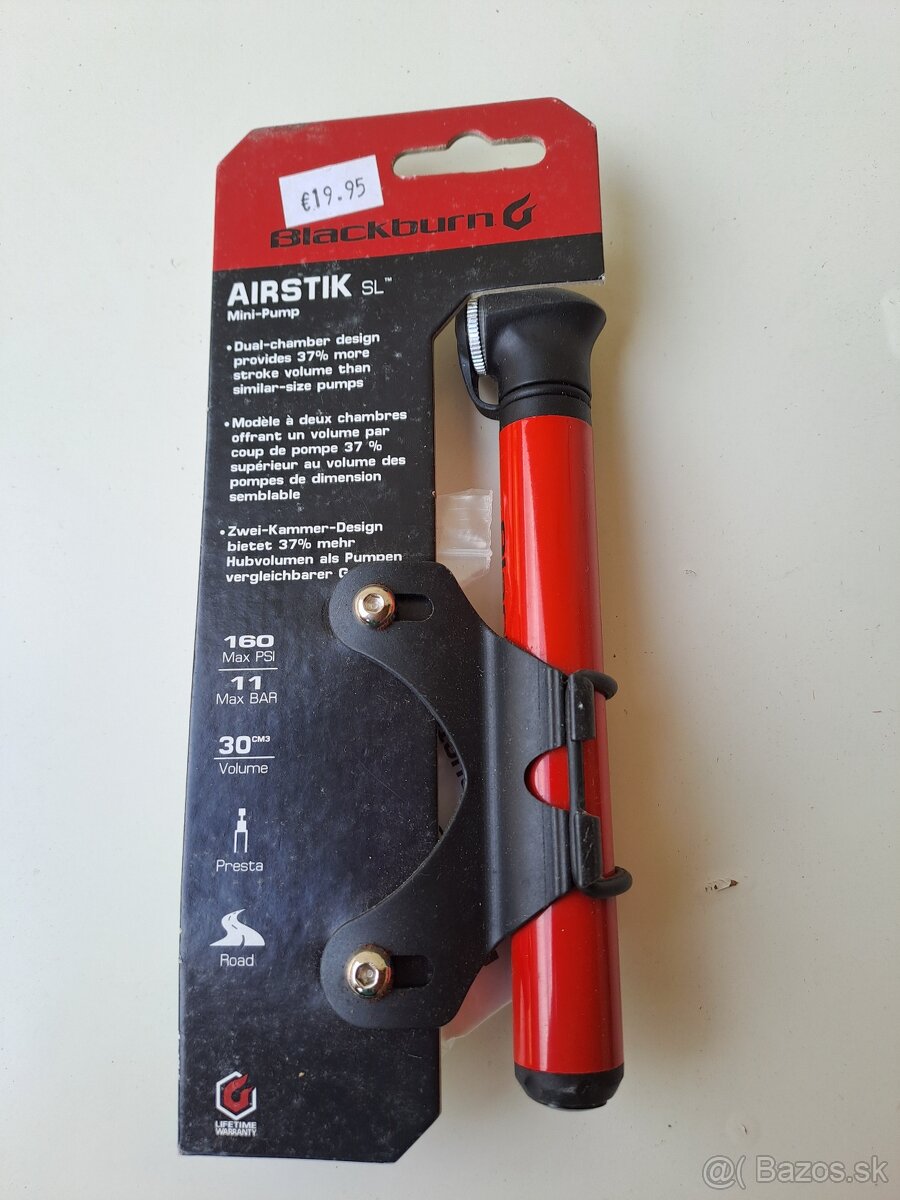 €19.95
Blackburn
AIRSTIK SL™
Mini-Pump
•Dual-chamber design
provides 37% more
stroke volume than
similar-size pumps
•Modèle à deux chambres
offrant un volume par
coup de pompe 37 %
supérieur au volume des
pompes de dimension
semblable
•Zwei-Kammer-Design
bietet 37% mehr
Hubvolumen als Pumpen
vergleichbarer
160
Max PSI
11
Max BAR
30CM3
Volume
Presta
Road
LIFETIME
WARRANTY
@( Bazos.sk